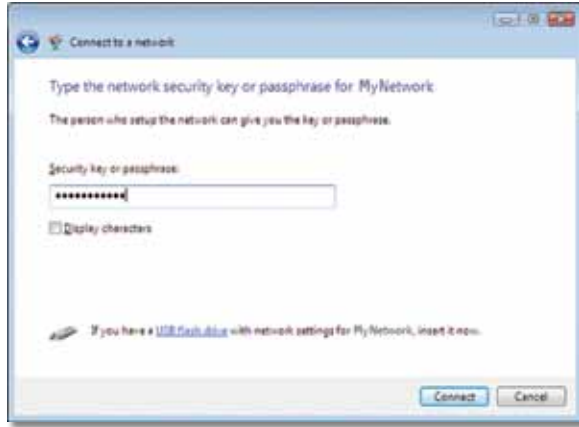 Connect to a network
Type the network security key or passphrase for MyNetwork
The person who setup the network can give you the key or passphrase.
Security key or passphrase:
•••••••••••
Display characters
If you have a USB flash drive with network settings for MyNetwork, insert it now.
Connect Cancel